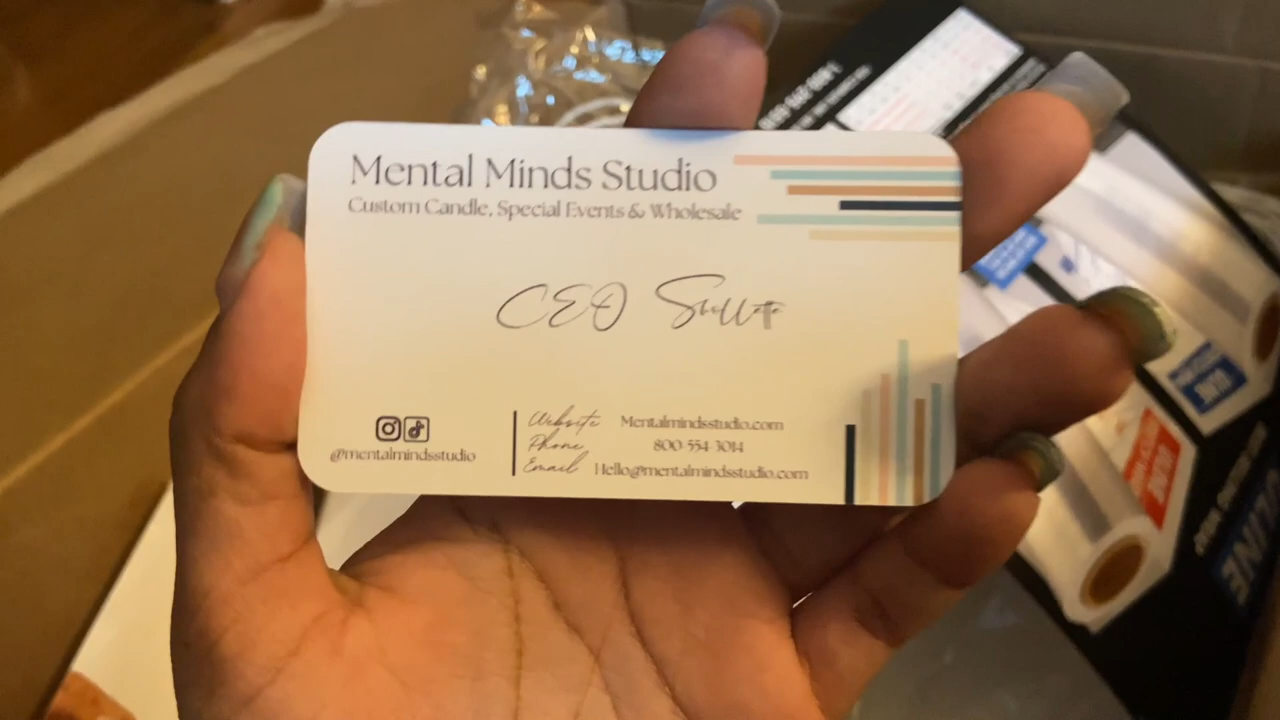 Mental Minds Studio
Custom Candle, Special Events & Wholesale
CEO
@mentalmindsstudio
Website Mentalmindsstudio.com
Phone 800-554-3014
Email Hello@mentalmindsstudio.com
ULINE